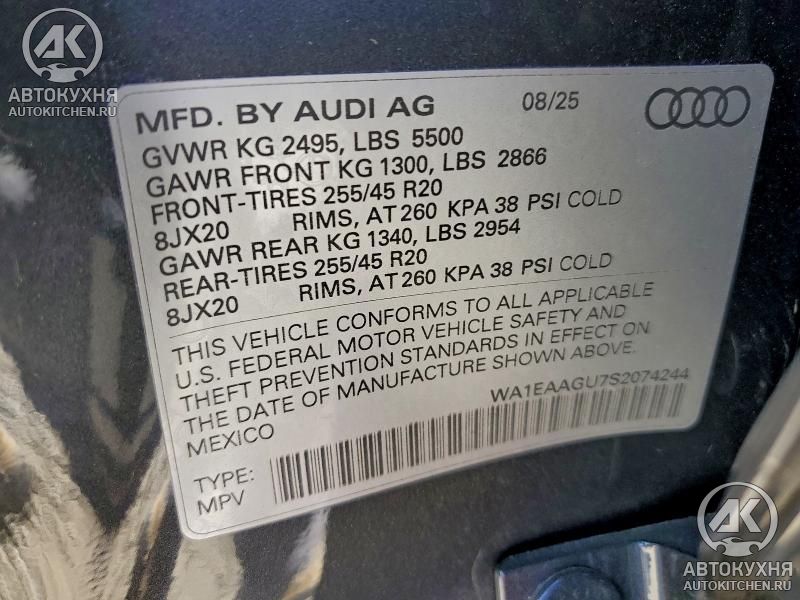 AK
АВТОКУХНЯ
AUTOKITCHEN.RU
MFD. BY AUDI AG 08/25
GVWR KG 2495, LBS 5500
GAWR FRONT KG 1300, LBS 2866
FRONT-TIRES 255/45 R20
8JX20 RIMS, AT 260 KPA 38 PSI COLD
GAWR REAR KG 1340, LBS 2954
REAR-TIRES 255/45 R20
8JX20 RIMS, AT 260 KPA 38 PSI COLD
THIS VEHICLE CONFORMS TO ALL APPLICABLE
U.S. FEDERAL MOTOR VEHICLE SAFETY AND
THEFT PREVENTION STANDARDS IN EFFECT ON
THE DATE OF MANUFACTURE SHOWN ABOVE.
MEXICO WA1EAAGU7S2074244
TYPE:
MPV
AK
АВТОКУХНЯ
AUTOKITCHEN.RU